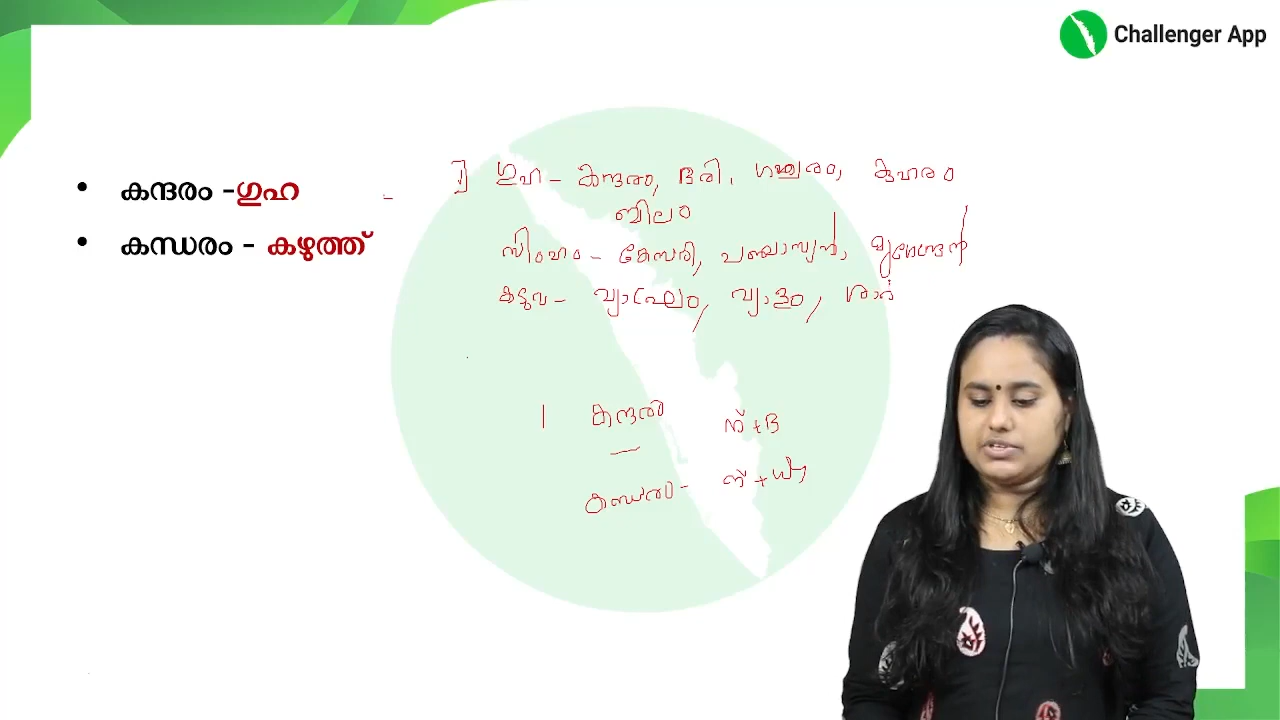 Challenger App
• കന്ദരം -ഗുഹ
• കന്ധരം - കഴുത്ത്
ഗുഹ - കന്ദരം, ദരി, ഗഹ്വരം, കുഹരം
ബിലം
സിംഹം - കേസരി, പഞ്ചാസ്യൻ, മൃഗേന്ദ്രൻ
കടുവ - വ്യാഘ്രം, വ്യാളം, ശാർ
കന്ദരം ന്+ദ
കന്ധരം - ന്+ധ